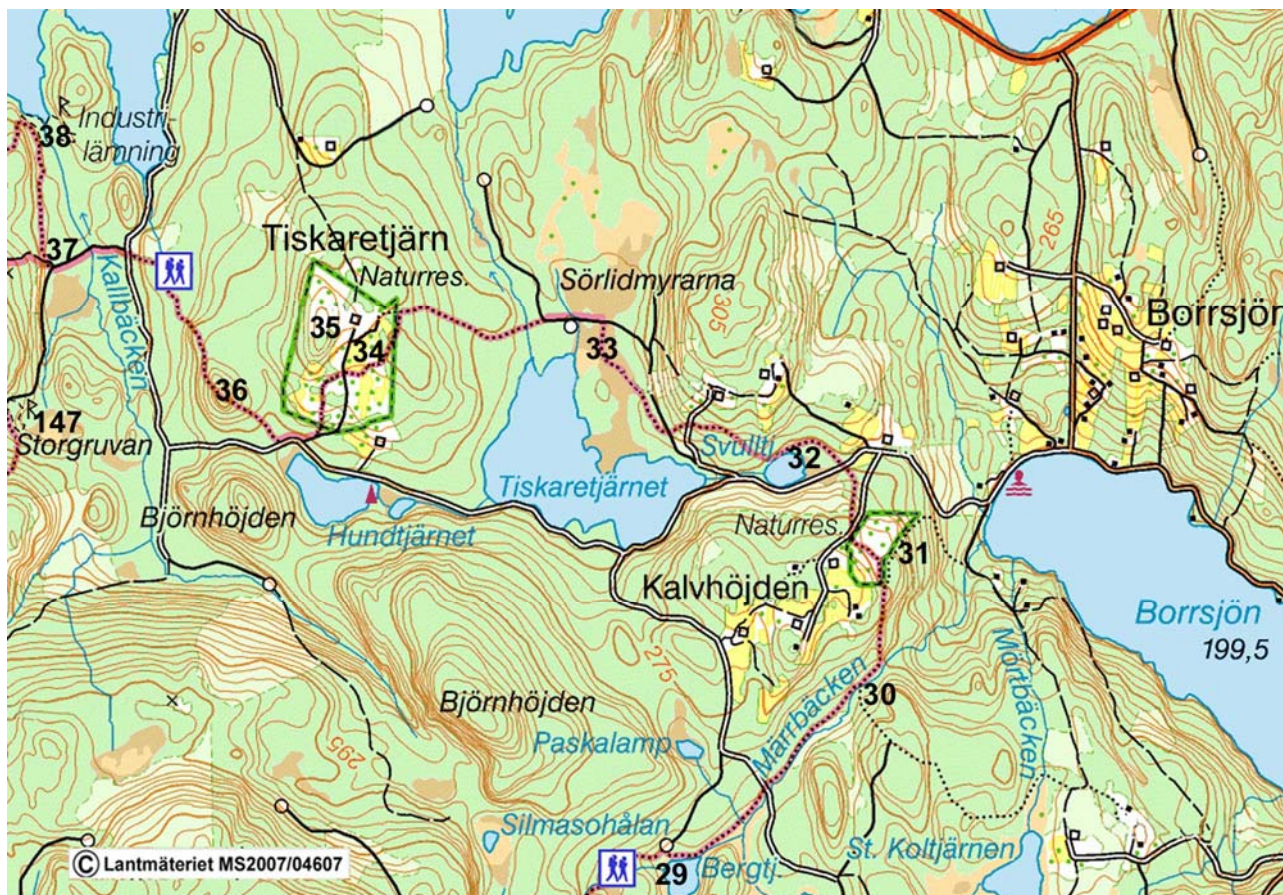 38
Industri-
lämning
37
Kallbäcken
Tiskaretjärn
Naturres.
35
34
36
Sörlidmyrarna
33
305
265
Borrsjön
147
Storgruvan
Björnhöjden
Hundtjärnet
Tiskaretjärnet
Svulltj.
32
Naturres.
31
Kalvhöjden
Borrsjön
199,5
275
Björnhöjden
295
Paskalamp
Märrbäcken
30
Mörtbäcken
Silmasohålan
29
Bergtj.
St. Koltjärnen
© Lantmäteriet MS2007/04607